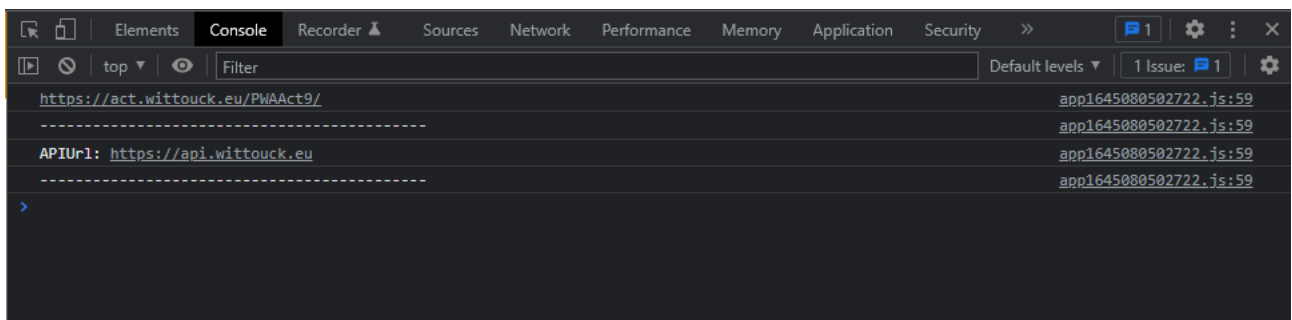 Elements Console Recorder Sources Network Performance Memory Application Security » 1
top ▼ Filter Default levels ▼ 1 Issue: 1
https://act.wittouck.eu/PWAAct9/ app1645080502722.js:59
-------------------------------------------- app1645080502722.js:59
APIUrl: https://api.wittouck.eu app1645080502722.js:59
-------------------------------------------- app1645080502722.js:59
>